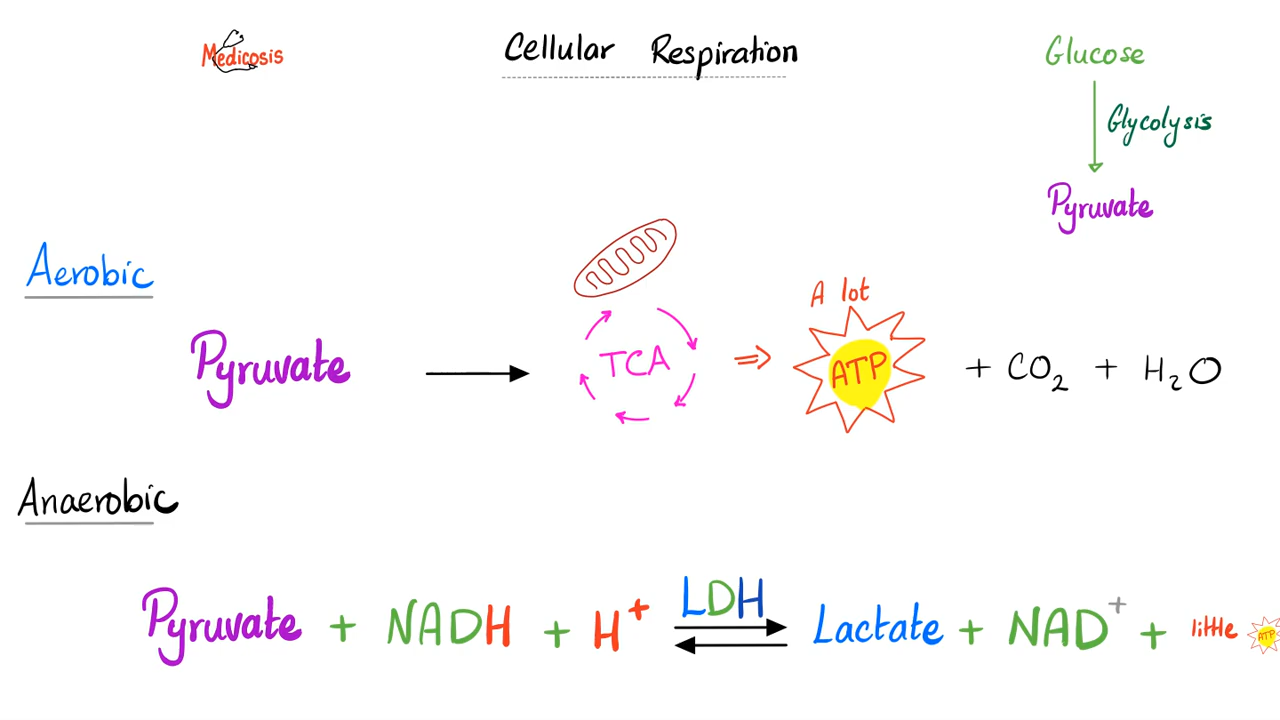 Medicosis
Cellular Respiration
Glucose
Glycolysis
Pyruvate
Aerobic
A lot
Pyruvate → TCA ⇒ ATP + CO₂ + H₂O
Anaerobic
LDH
Pyruvate + NADH + H⁺ ⇌ Lactate + NAD⁺ + little ATP